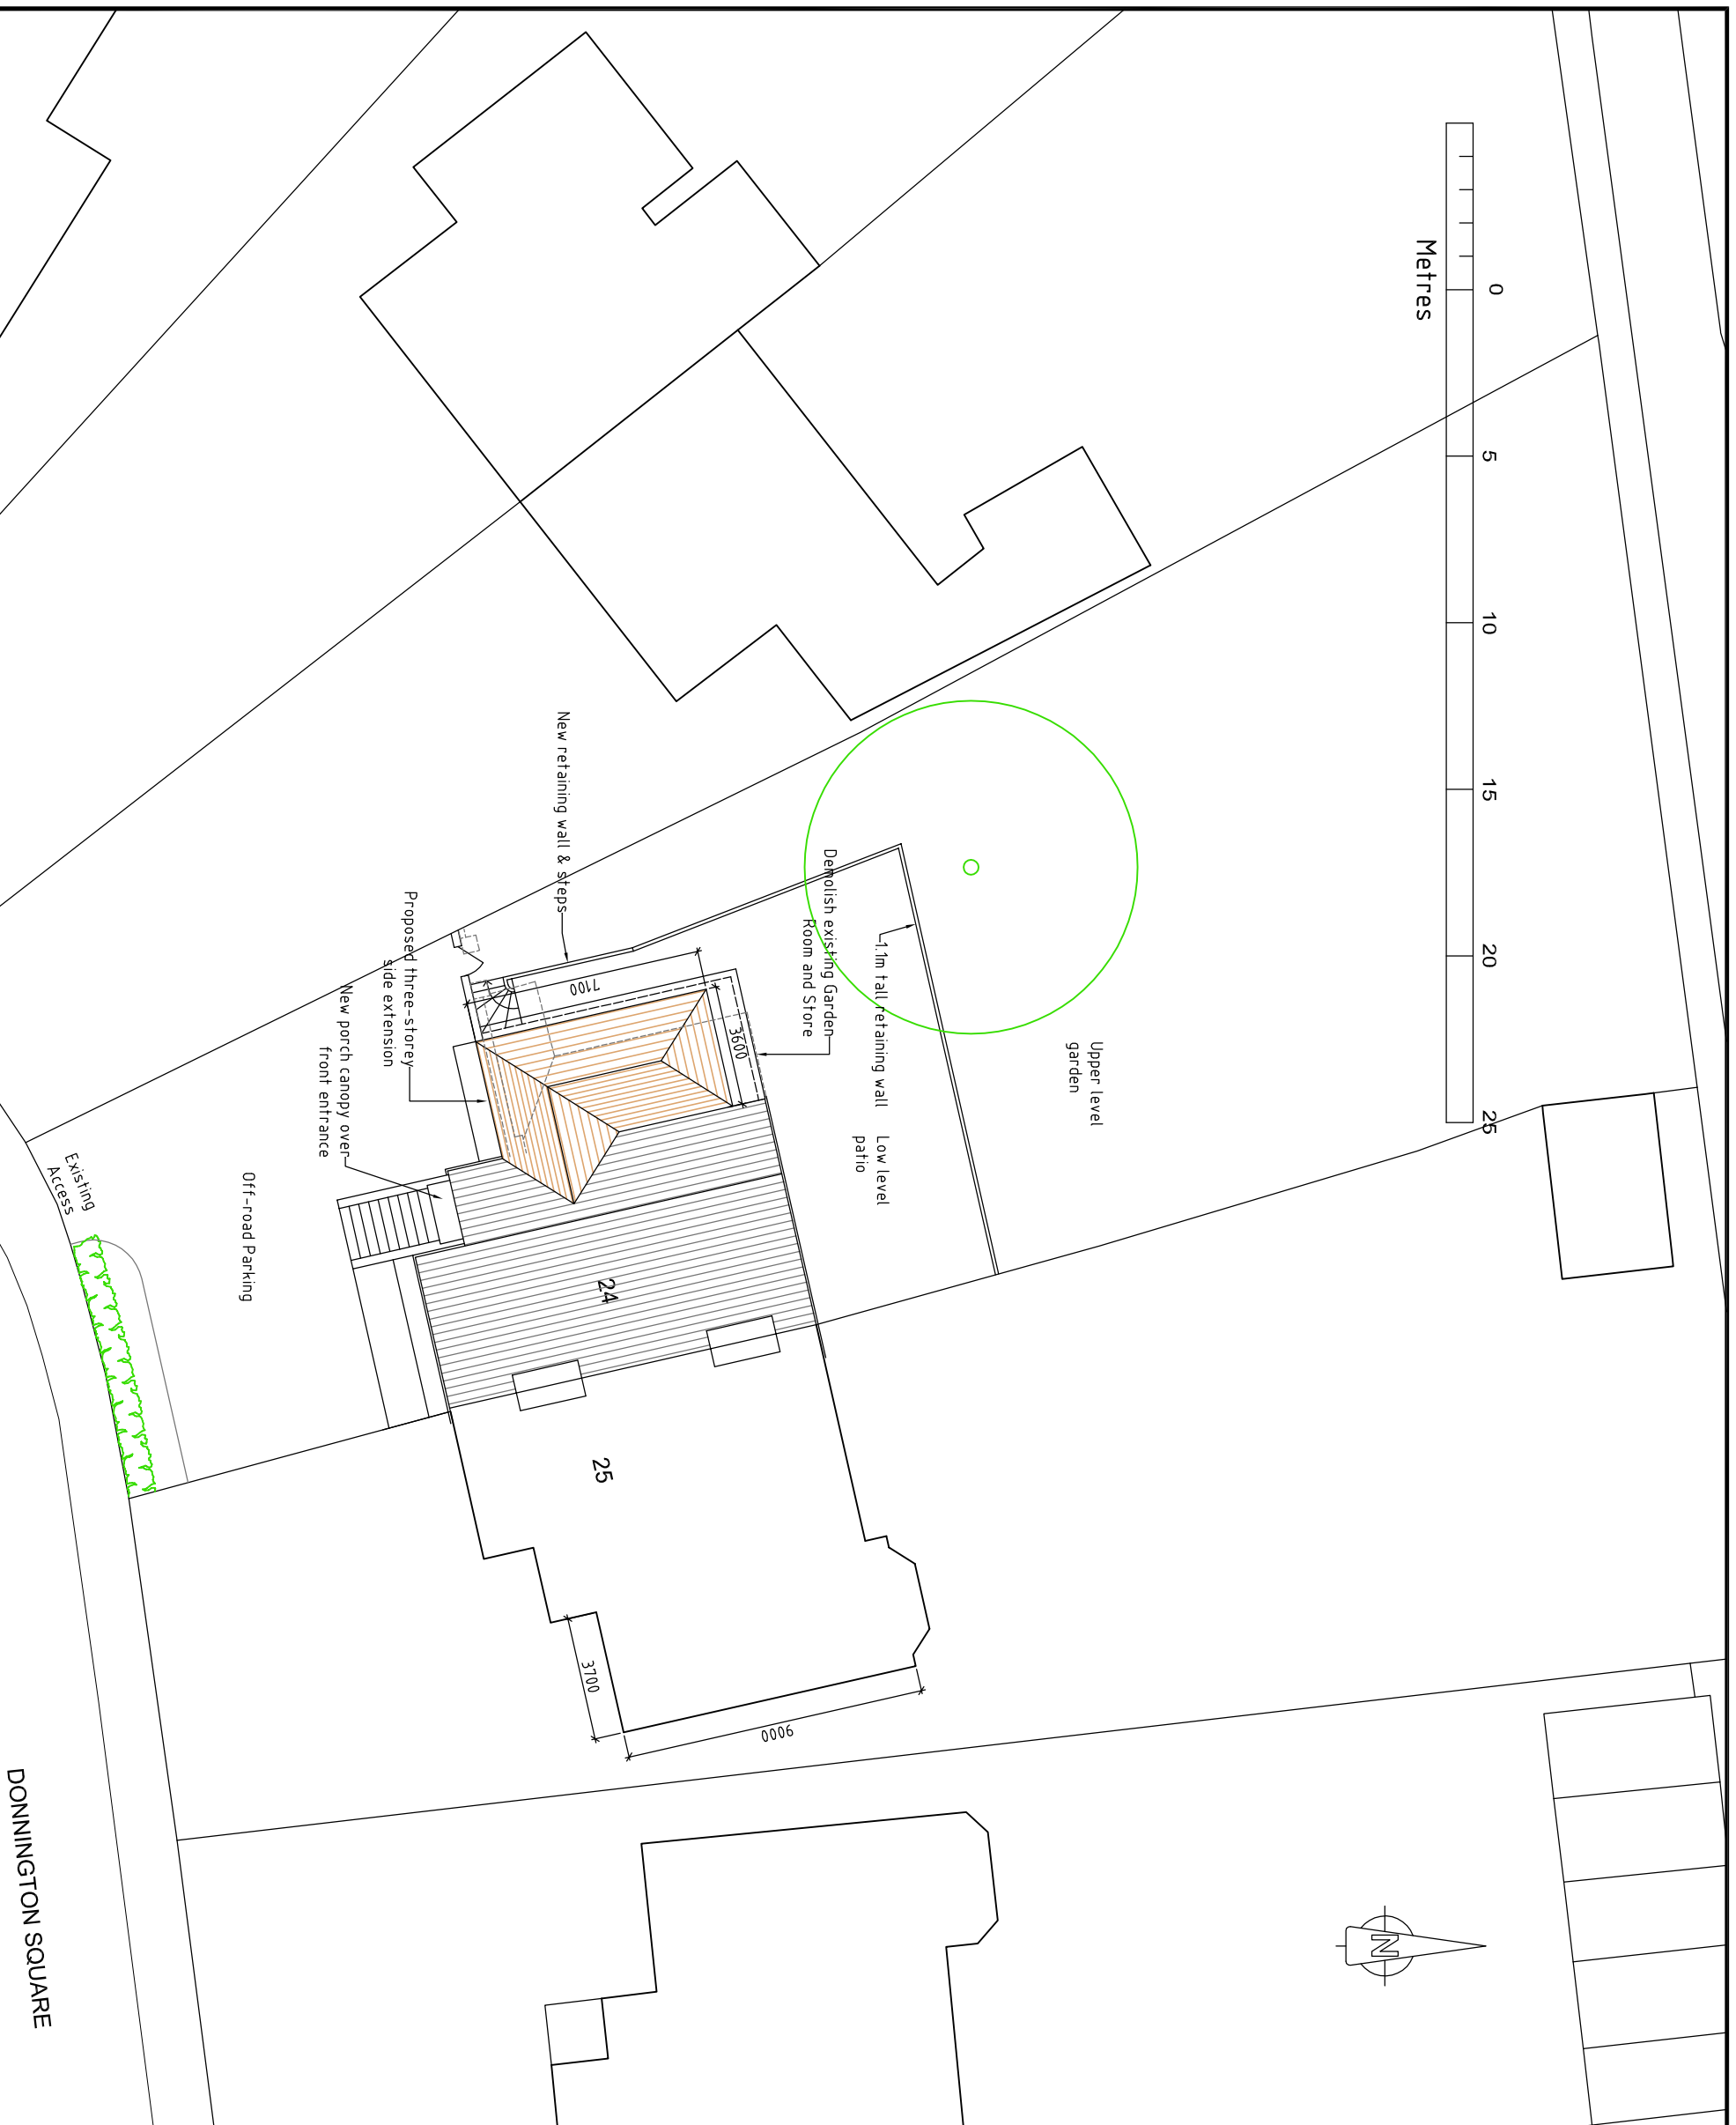 Metres
0
5
10
15
20
25
Upper level
garden
1.1m tall retaining wall
Low level
patio
Demolish existing Garden
Room and Store
New retaining wall & steps
7100
3600
Proposed three-storey
side extension
New porch canopy over
front entrance
Off-road Parking
Existing
Access
24
25
3700
9000
N
DONNINGTON SQUARE